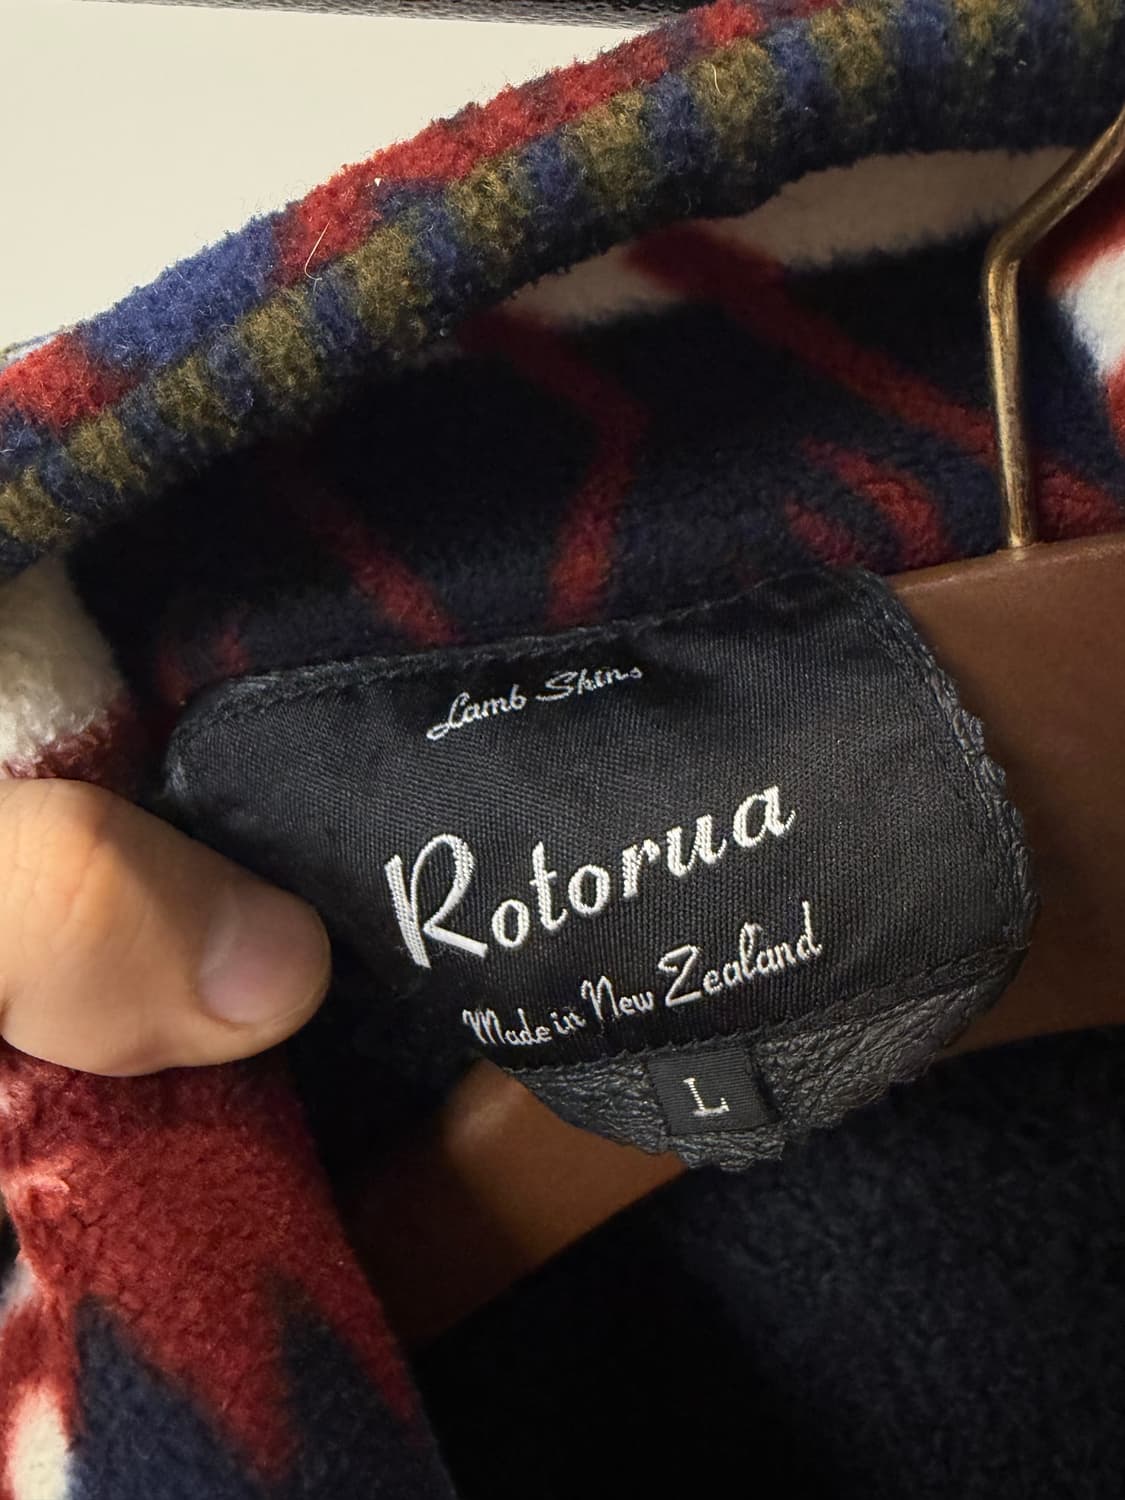 Lamb Skins
Rotorua
Made in New Zealand
L